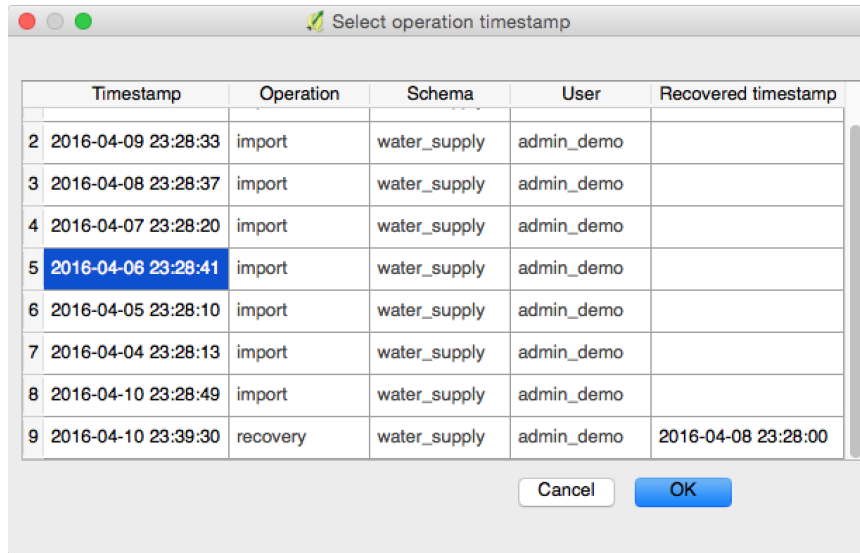 Select operation timestamp
Timestamp Operation Schema User Recovered timestamp
2 2016-04-09 23:28:33 import water_supply admin_demo
3 2016-04-08 23:28:37 import water_supply admin_demo
4 2016-04-07 23:28:20 import water_supply admin_demo
5 2016-04-06 23:28:41 import water_supply admin_demo
6 2016-04-05 23:28:10 import water_supply admin_demo
7 2016-04-04 23:28:13 import water_supply admin_demo
8 2016-04-10 23:28:49 import water_supply admin_demo
9 2016-04-10 23:39:30 recovery water_supply admin_demo 2016-04-08 23:28:00
Cancel OK